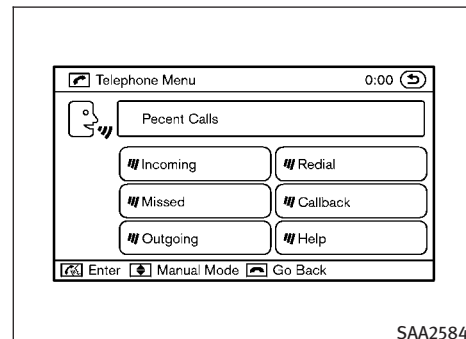 Telephone Menu 0:00
Pecent Calls
Incoming Redial
Missed Callback
Outgoing Help
Enter Manual Mode Go Back
SAA2584